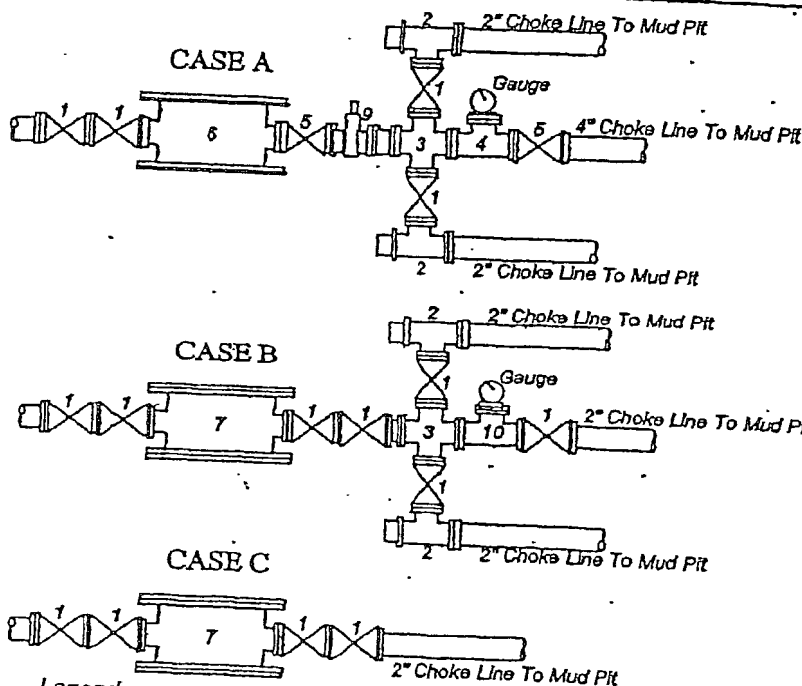 2 2" Choke Line To Mud Pit
CASE A
Gauge
1 1 6 5 9 1 3 4 5 4" Choke Line To Mud Pit
1
2 2" Choke Line To Mud Pit
2 2" Choke Line To Mud Pit
CASE B
Gauge
1 1 7 1 1 1 3 10 1 2" Choke Line To Mud P
1
2 2" Choke Line To Mud Pit
CASE C
1 1 7 1 1
2" Choke Line To Mud Pit